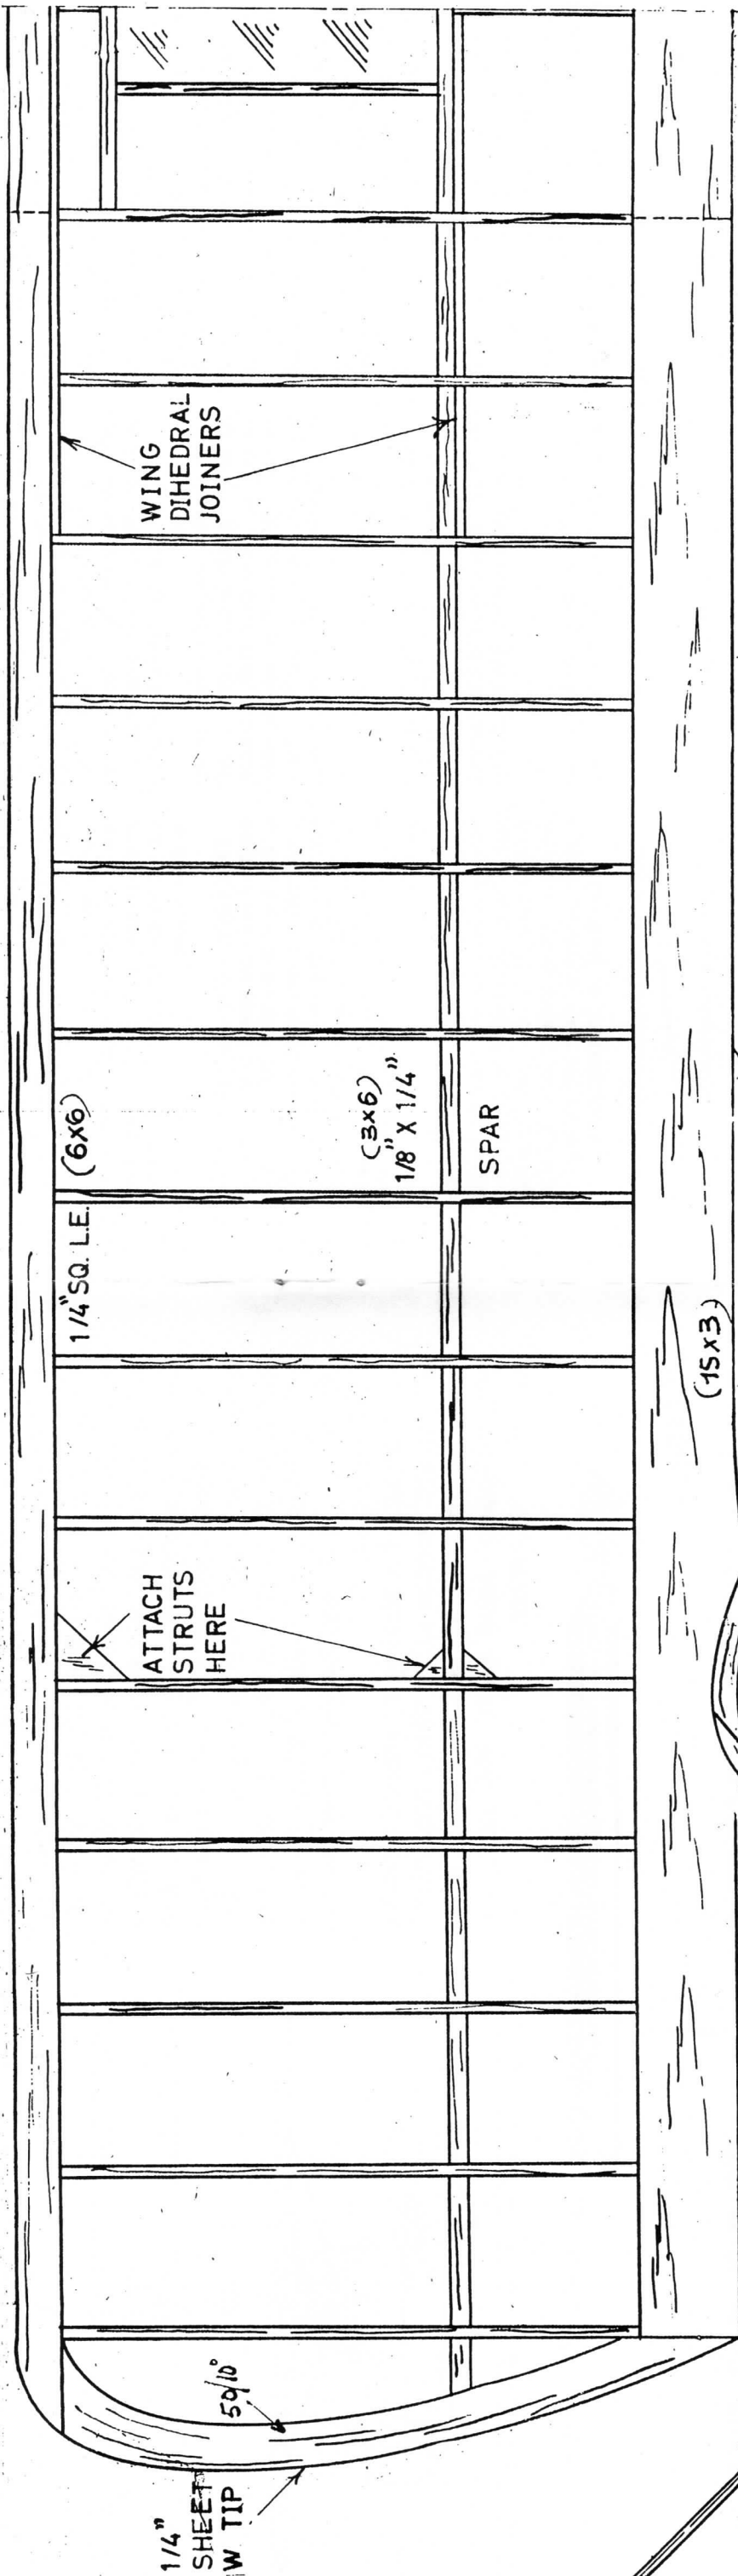 WING
DIHEDRAL
JOINERS
1/4" SQ. L.E. (6X6)
(3X6)
1/8" X 1/4"
SPAR
(15X3)
ATTACH
STRUTS
HERE
50/10°
1/4"
SHEET
W TIP